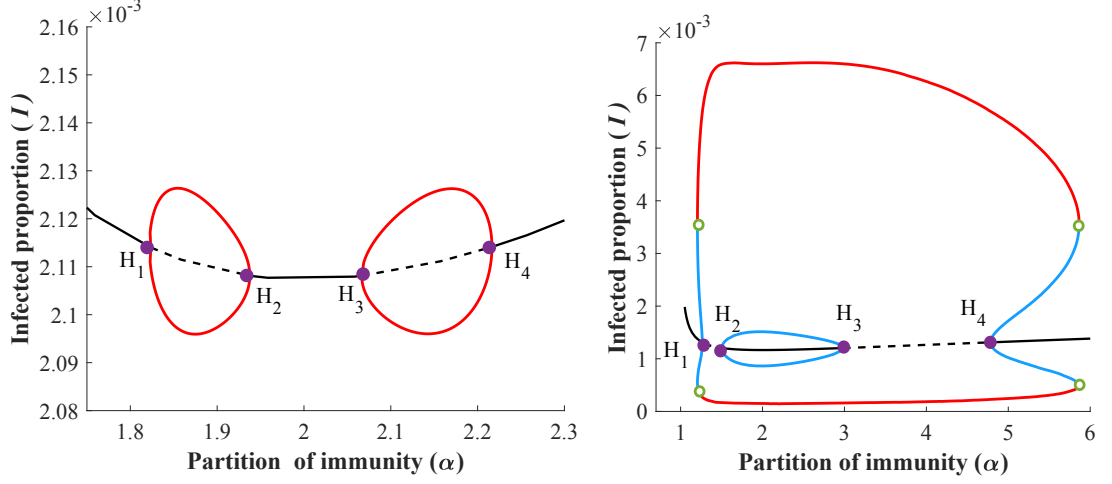 ×10⁻³
2.16
2.15
2.14
2.13
2.12
2.11
2.1
2.09
2.08
Infected proportion ( I )
H₁
H₂
H₃
H₄
1.8
1.9
2
2.1
2.2
2.3
Partition of immunity (α)
×10⁻³
7
6
5
4
3
2
1
0
Infected proportion ( I )
H₂
H₃
H₄
H₁
1
2
3
4
5
6
Partition of immunity (α)